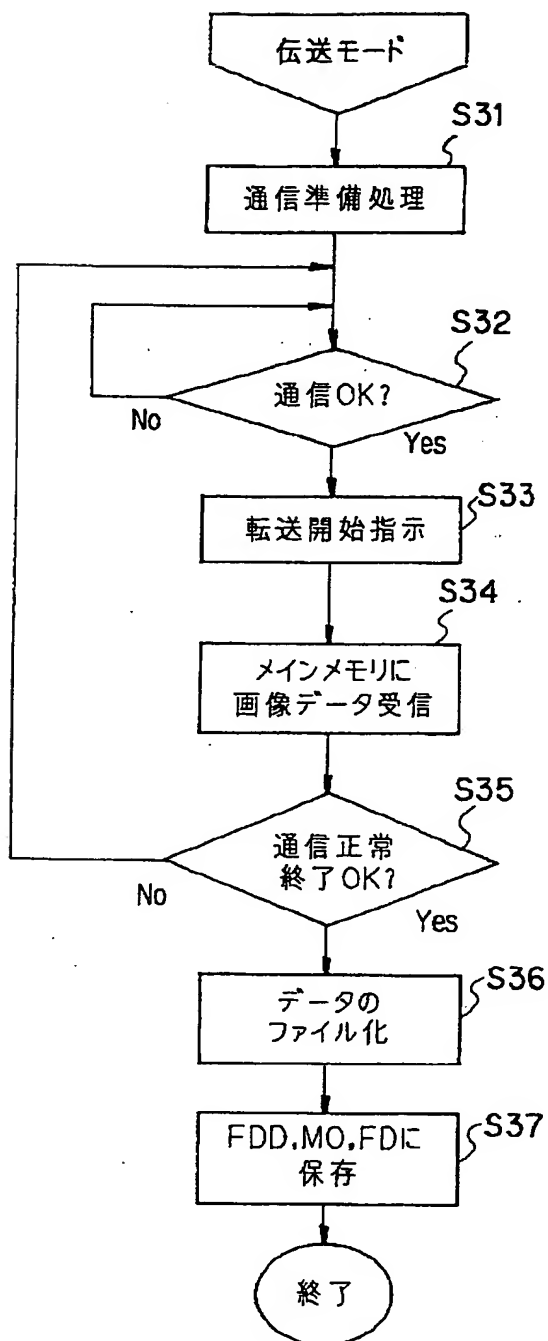 伝送モード
S31
通信準備処理
S32
通信OK?
No
Yes
S33
転送開始指示
S34
メインメモリに
画像データ受信
S35
通信正常
終了OK?
No
Yes
S36
データの
ファイル化
S37
FDD.MO.FDに
保存
終了